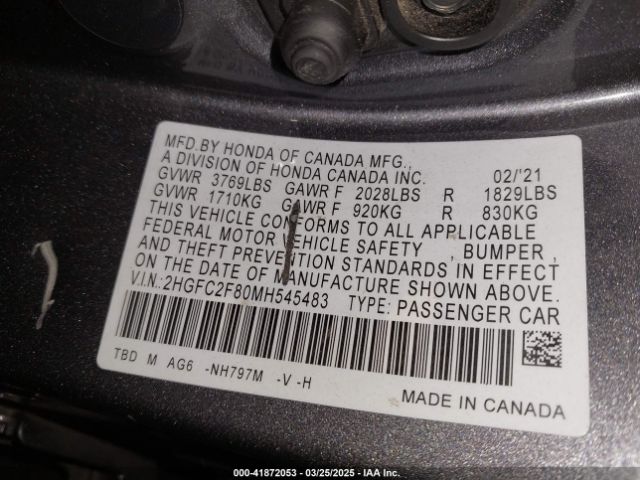 MFD.BY HONDA OF CANADA MFG.,
A DIVISION OF HONDA CANADA INC. 02/'21
GVWR 3769LBS GAWR F 2028LBS R 1829LBS
GVWR 1710KG GAWR F 920KG R 830KG
THIS VEHICLE CONFORMS TO ALL APPLICABLE
FEDERAL MOTOR VEHICLE SAFETY , BUMPER ,
AND THEFT PREVENTION STANDARDS IN EFFECT
ON THE DATE OF MANUFACTURE SHOWN ABOVE.
V.I.N.:2HGFC2F80MH545483 TYPE: PASSENGER CAR
TBD M AG6 -NH797M -V -H
MADE IN CANADA
000-41872053 — 03/25/2025 — IAA Inc.